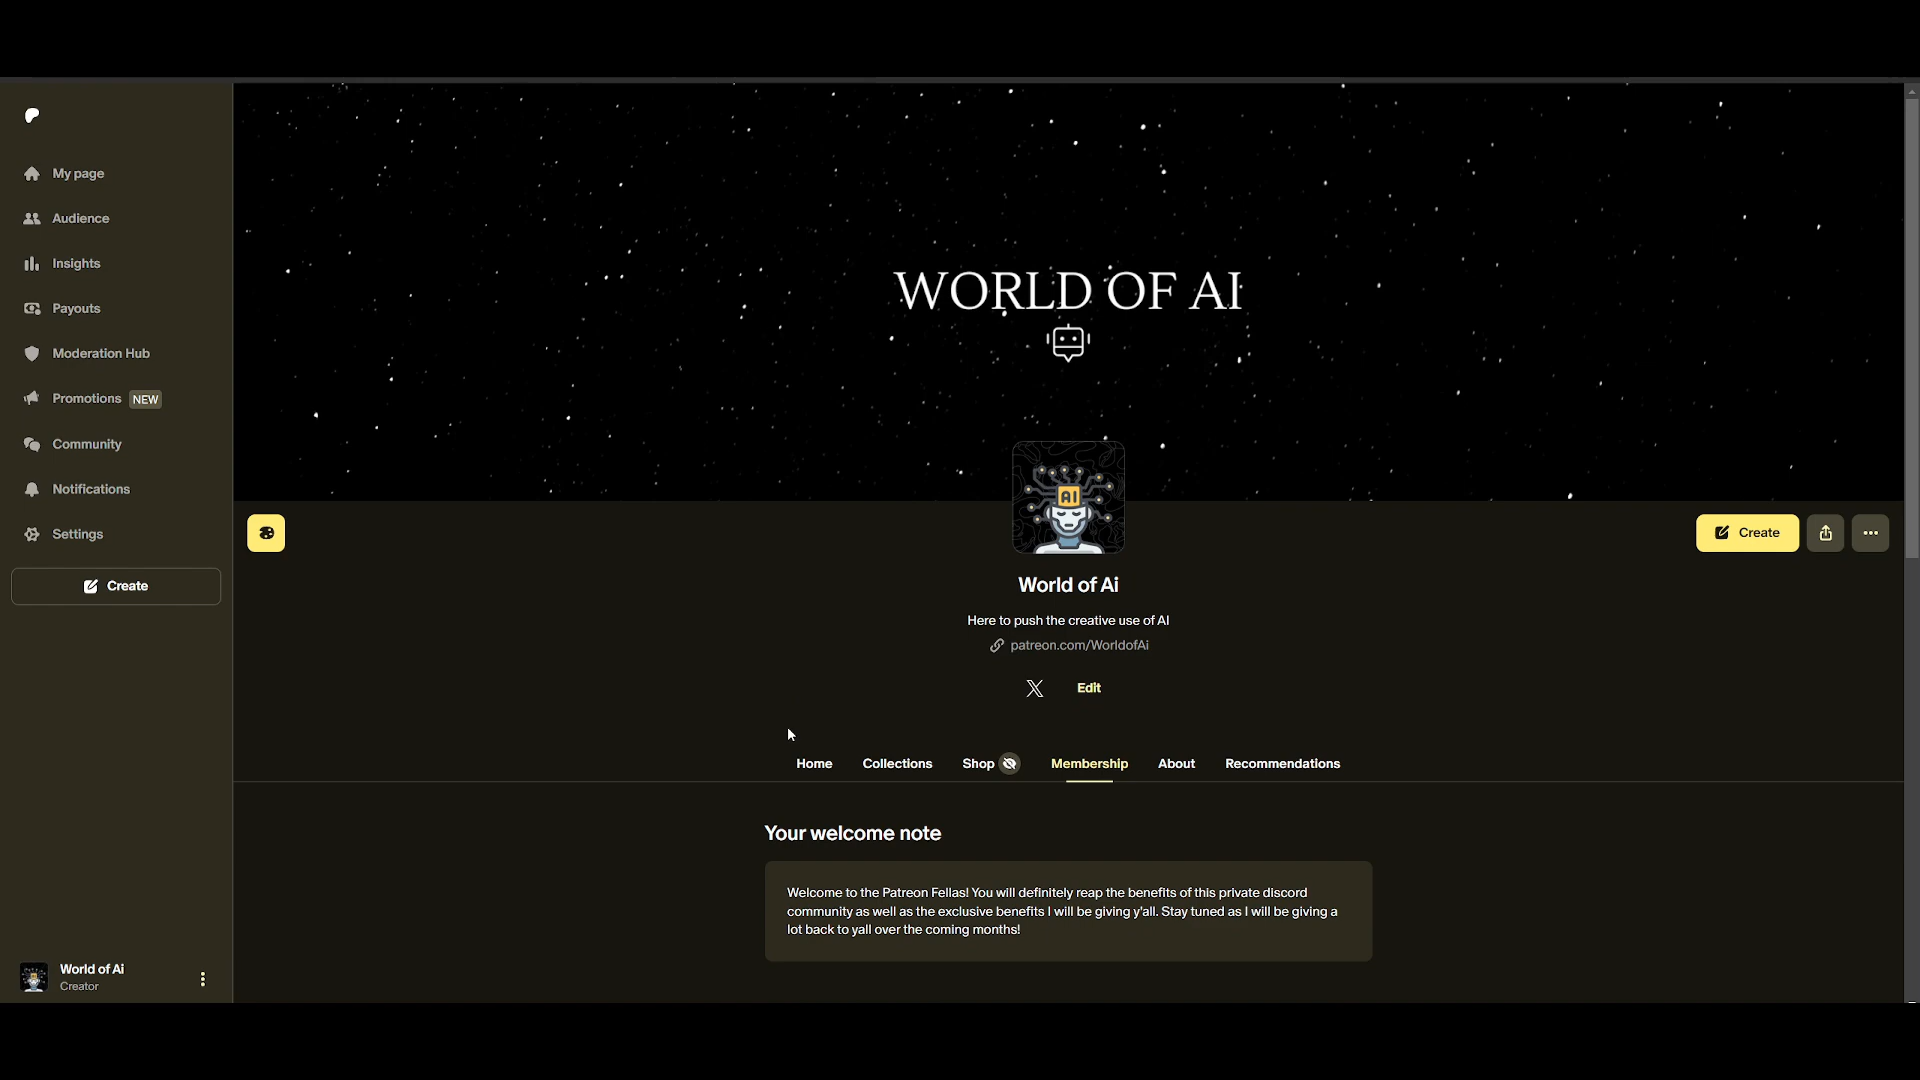 My page
Audience
Insights
Payouts
Moderation Hub
Promotions NEW
Community
Notifications
Settings
Create
World of Ai
Creator
WORLD OF AI
AI
Create
World of Ai
Here to push the creative use of AI
patreon.com/WorldofAi
Edit
Home Collections Shop Membership About Recommendations
Your welcome note
Welcome to the Patreon Fellas! You will definitely reap the benefits of this private discord
community as well as the exclusive benefits I will be giving y'all. Stay tuned as I will be giving a
lot back to yall over the coming months!